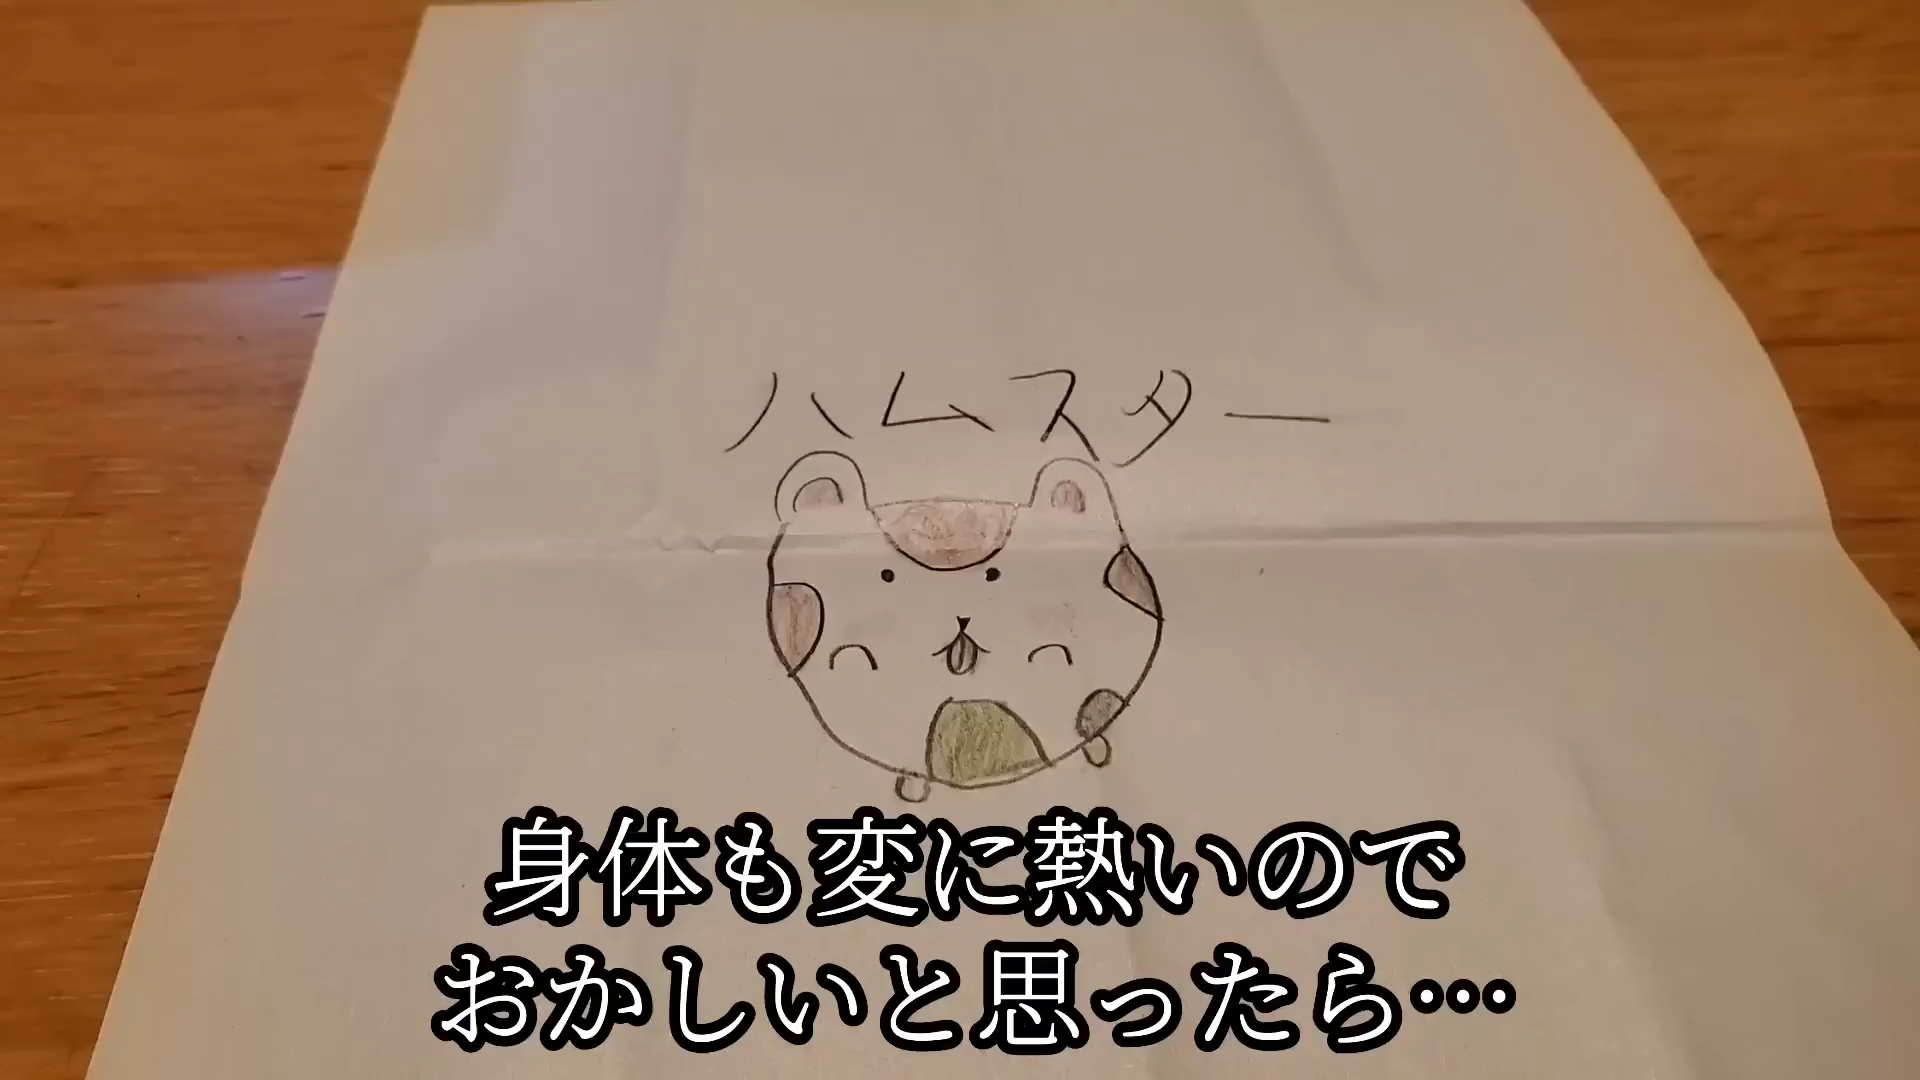 ハムスター
身体も変に熱いので
おかしいと思ったら…